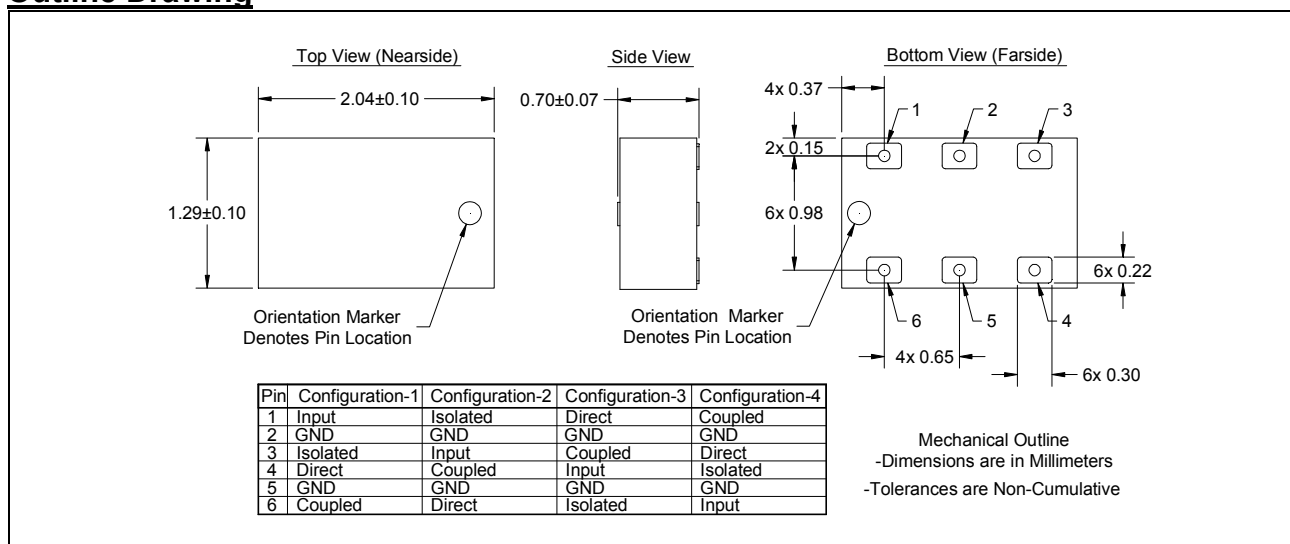 Outline Drawing
Top View (Nearside)
Side View
Bottom View (Farside)
2.04±0.10
0.70±0.07
4x 0.37
1
2
3
2x 0.15
1.29±0.10
6x 0.98
6x 0.22
Orientation Marker
Denotes Pin Location
Orientation Marker
Denotes Pin Location
6
5
4
4x 0.65
6x 0.30
Pin Configuration-1 Configuration-2 Configuration-3 Configuration-4
1 Input Isolated Direct Coupled
2 GND GND GND GND
3 Isolated Input Coupled Direct
4 Direct Coupled Input Isolated
5 GND GND GND GND
6 Coupled Direct Isolated Input
Mechanical Outline
-Dimensions are in Millimeters
-Tolerances are Non-Cumulative